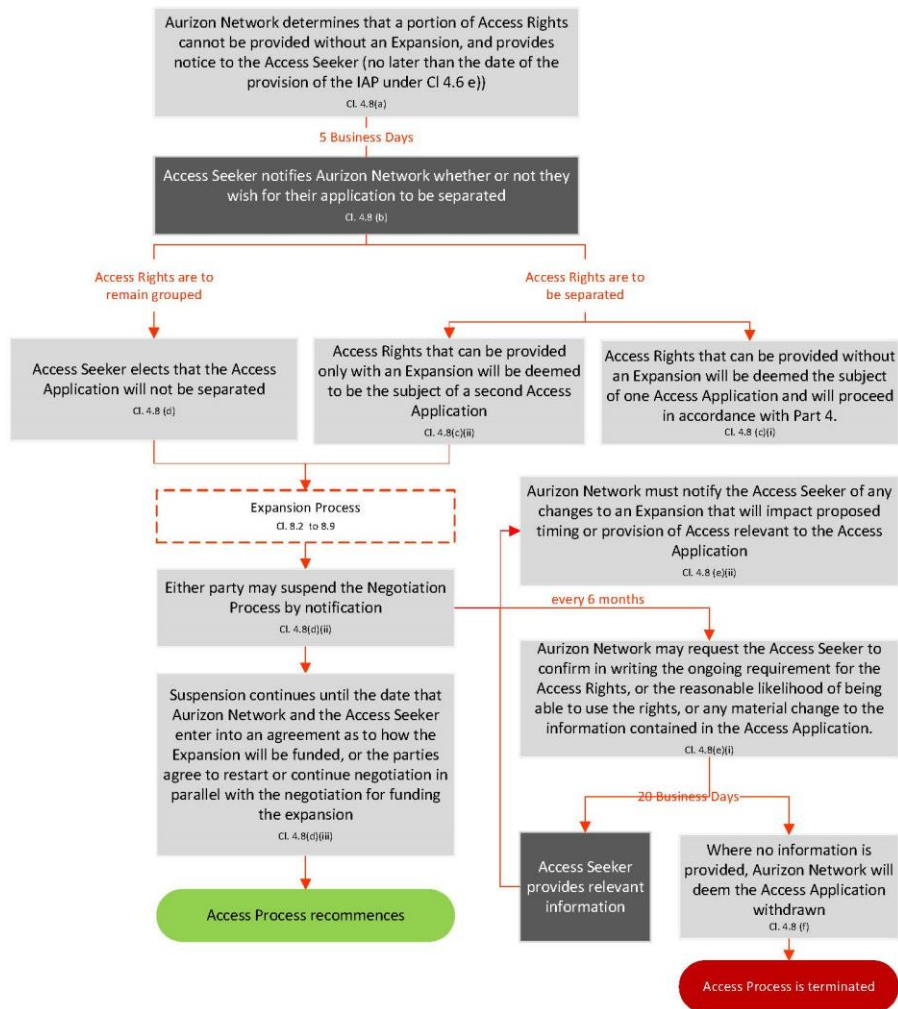 Aurizon Network determines that a portion of Access Rights
cannot be provided without an Expansion, and provides
notice to the Access Seeker (no later than the date of the
provision of the IAP under Cl 4.6 e))
Cl. 4.8(a)
5 Business Days
Access Seeker notifies Aurizon Network whether or not they
wish for their application to be separated
Cl. 4.8 (b)
Access Rights are to
remain grouped
Access Rights are to
be separated
Access Seeker elects that the Access
Application will not be separated
Cl. 4.8 (d)
Access Rights that can be provided
only with an Expansion will be deemed
to be the subject of a second Access
Application
Cl. 4.8(c)(ii)
Access Rights that can be provided without
an Expansion will be deemed the subject
of one Access Application and will proceed
in accordance with Part 4.
Cl. 4.8 (c)(i)
Expansion Process
Cl. 8.2 to 8.9
Aurizon Network must notify the Access Seeker of any
changes to an Expansion that will impact proposed
timing or provision of Access relevant to the Access
Application
Cl. 4.8 (e)(ii)
Either party may suspend the Negotiation
Process by notification
Cl. 4.8(d)(ii)
every 6 months
Aurizon Network may request the Access Seeker to
confirm in writing the ongoing requirement for the
Access Rights, or the reasonable likelihood of being
able to use the rights, or any material change to the
information contained in the Access Application.
Cl. 4.8(e)(i)
Suspension continues until the date that
Aurizon Network and the Access Seeker
enter into an agreement as to how the
Expansion will be funded, or the parties
agree to restart or continue negotiation in
parallel with the negotiation for funding
the expansion
Cl. 4.8(d)(iii)
20 Business Days
Access Seeker
provides relevant
information
Where no information is
provided, Aurizon Network will
deem the Access Application
withdrawn
Cl. 4.8 (f)
Access Process recommences
Access Process is terminated